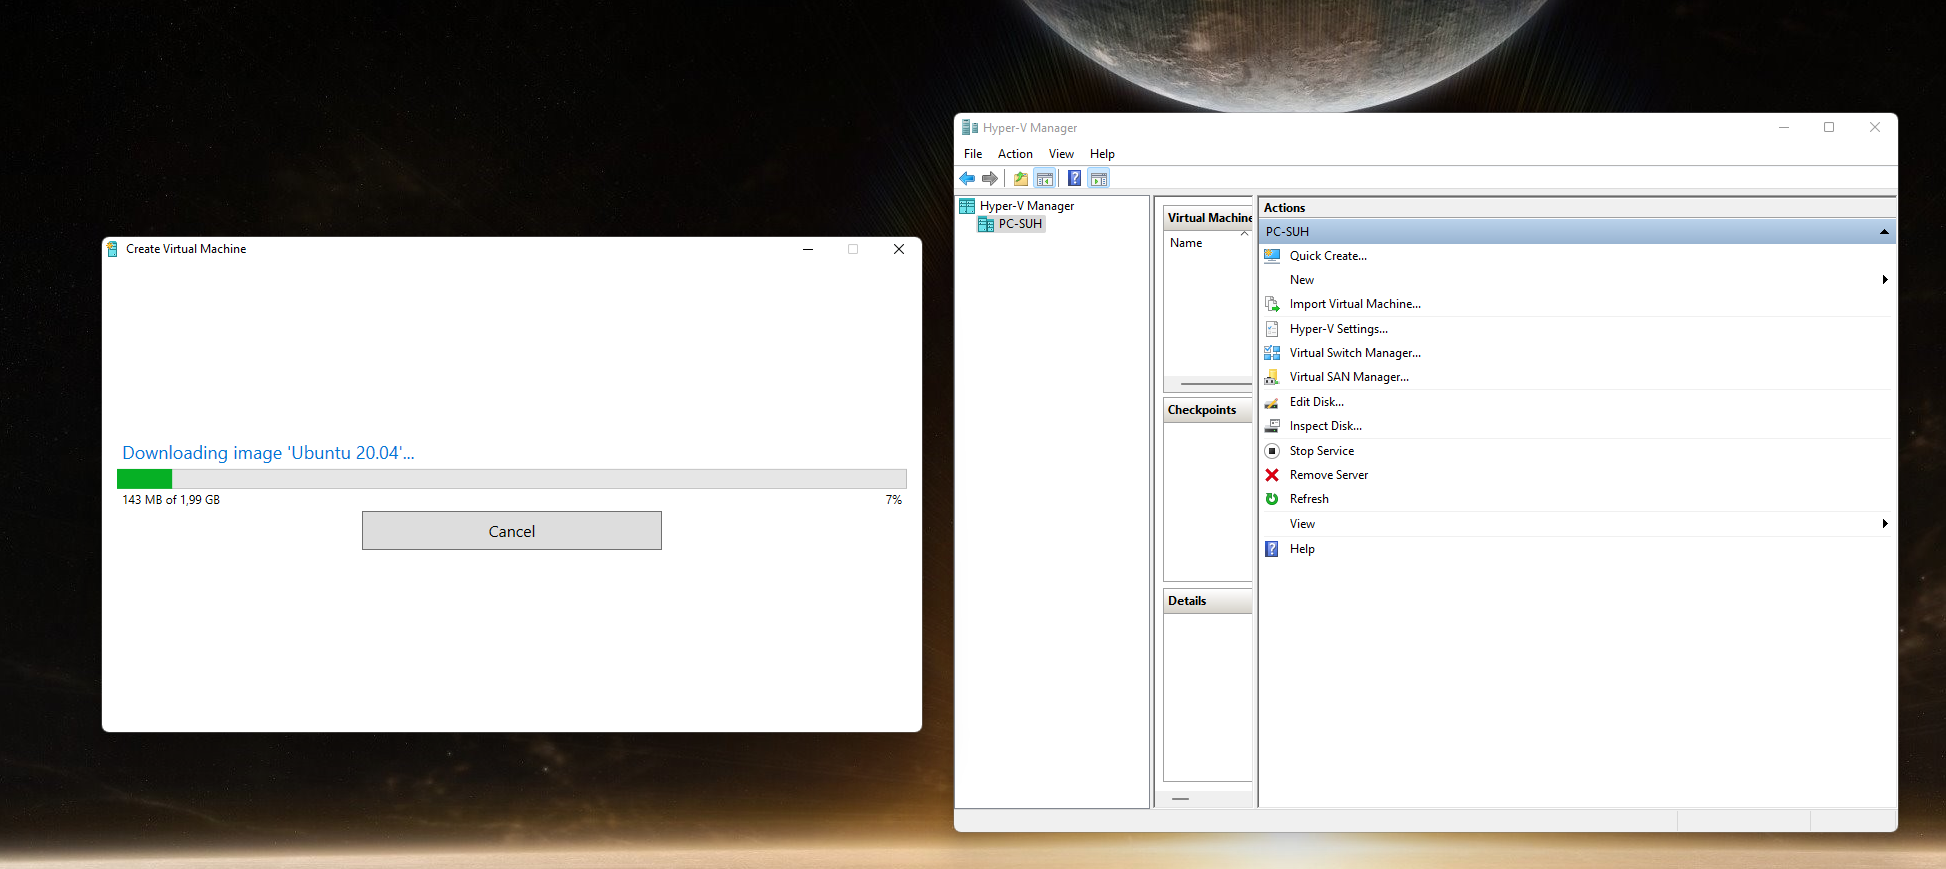 Create Virtual Machine
Downloading image 'Ubuntu 20.04'...
143 MB of 1,99 GB
7%
Cancel
Hyper-V Manager
File Action View Help
Hyper-V Manager
PC-SUH
Virtual Machine
Name
Checkpoints
Details
Actions
PC-SUH
Quick Create...
New
Import Virtual Machine...
Hyper-V Settings...
Virtual Switch Manager...
Virtual SAN Manager...
Edit Disk...
Inspect Disk...
Stop Service
Remove Server
Refresh
View
Help